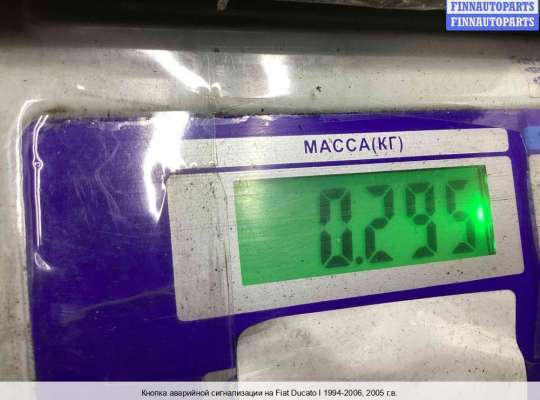 FINNAUTOPARTS
FINNAUTOPARTS
МАССА(КГ)
0.295
Кнопка аварийной сигнализации на Fiat Ducato I 1994-2006, 2005 г.в.